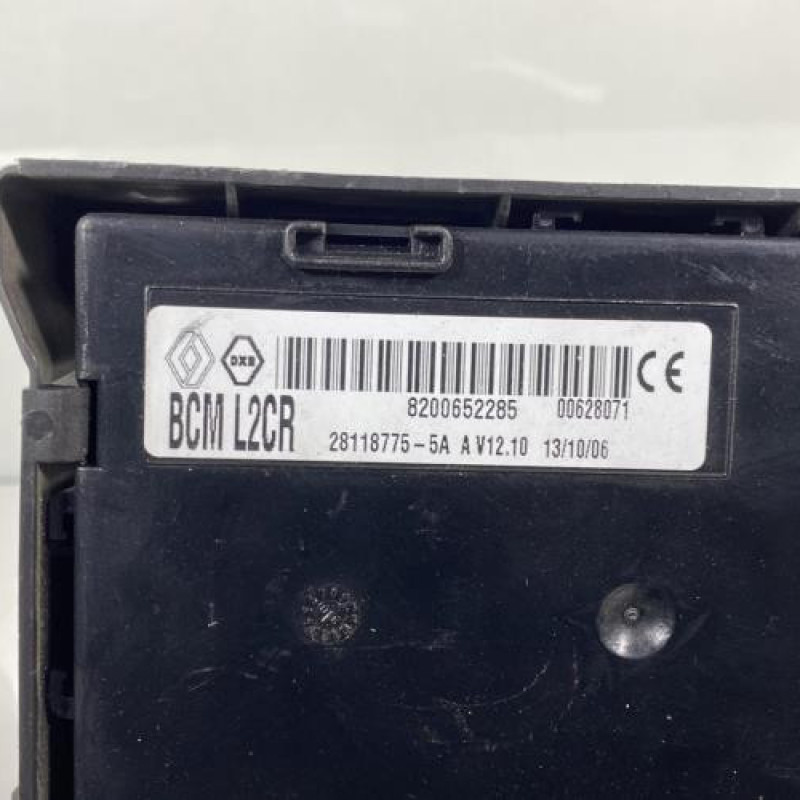 DXB
8200652285 00628071
BCM L2CR
28118775-5A A V12.10 13/10/06